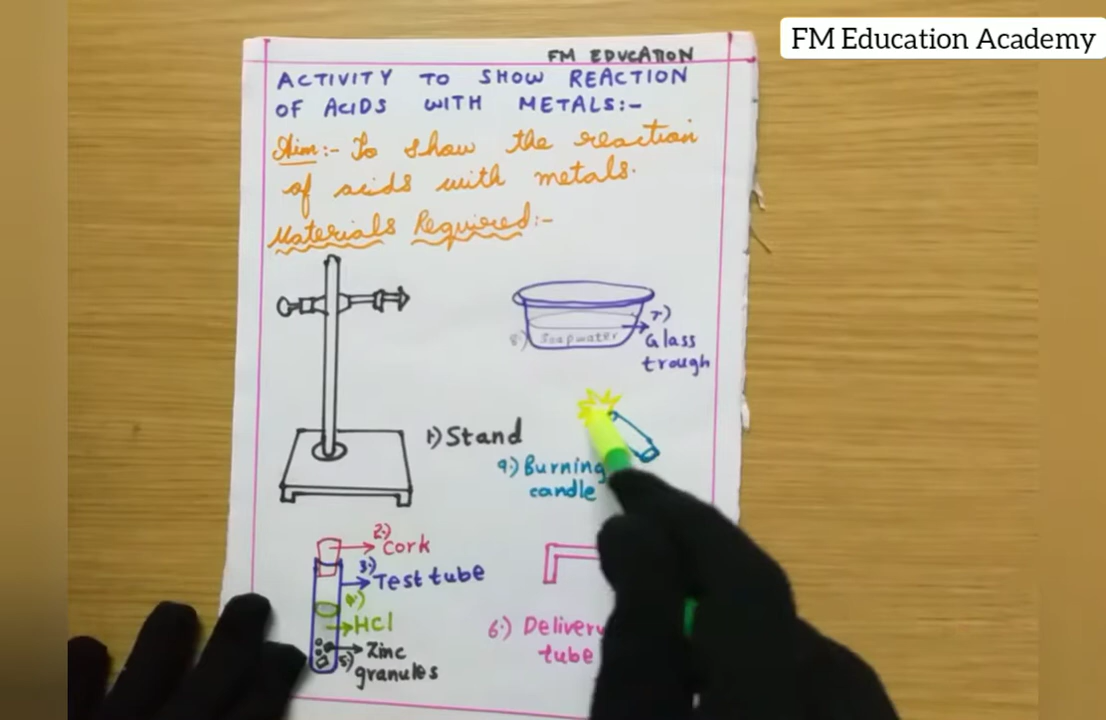 FM Education Academy
FM EDUCATION
ACTIVITY TO SHOW REACTION
OF ACIDS WITH METALS:-
Aim:- To show the reaction
of acids with metals.
Materials Required:-
7)
8) Soapwater
Glass
trough
1) Stand
9.) Burning
candle
2.)
Cork
3.)
Test tube
4.)
HCl
Zinc
5.) granules
6.) Delivery
tube